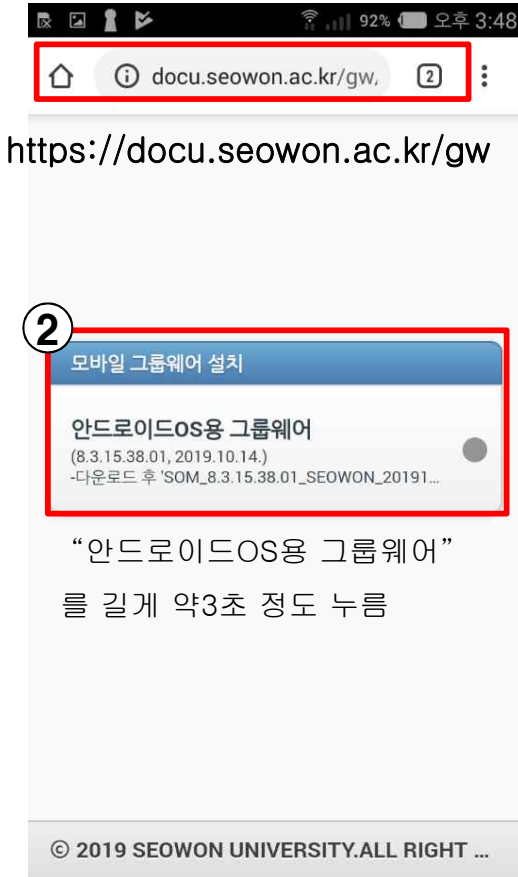 92% 오후 3:48
docu.seowon.ac.kr/gw, 2
https://docu.seowon.ac.kr/gw
②
모바일 그룹웨어 설치
안드로이드OS용 그룹웨어
(8.3.15.38.01, 2019.10.14.)
-다운로드 후 'SOM_8.3.15.38.01_SEOWON_20191...
“안드로이드OS용 그룹웨어”
를 길게 약3초 정도 누름
© 2019 SEOWON UNIVERSITY.ALL RIGHT ...